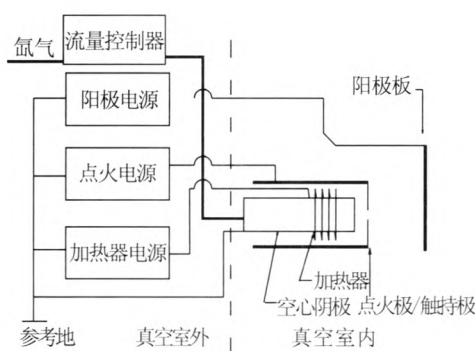 流量控制器
氙气
阳极电源
阳极板
点火电源
加热器电源
加热器
空心阴极 点火极/触持极
参考地
真空室外
真空室内